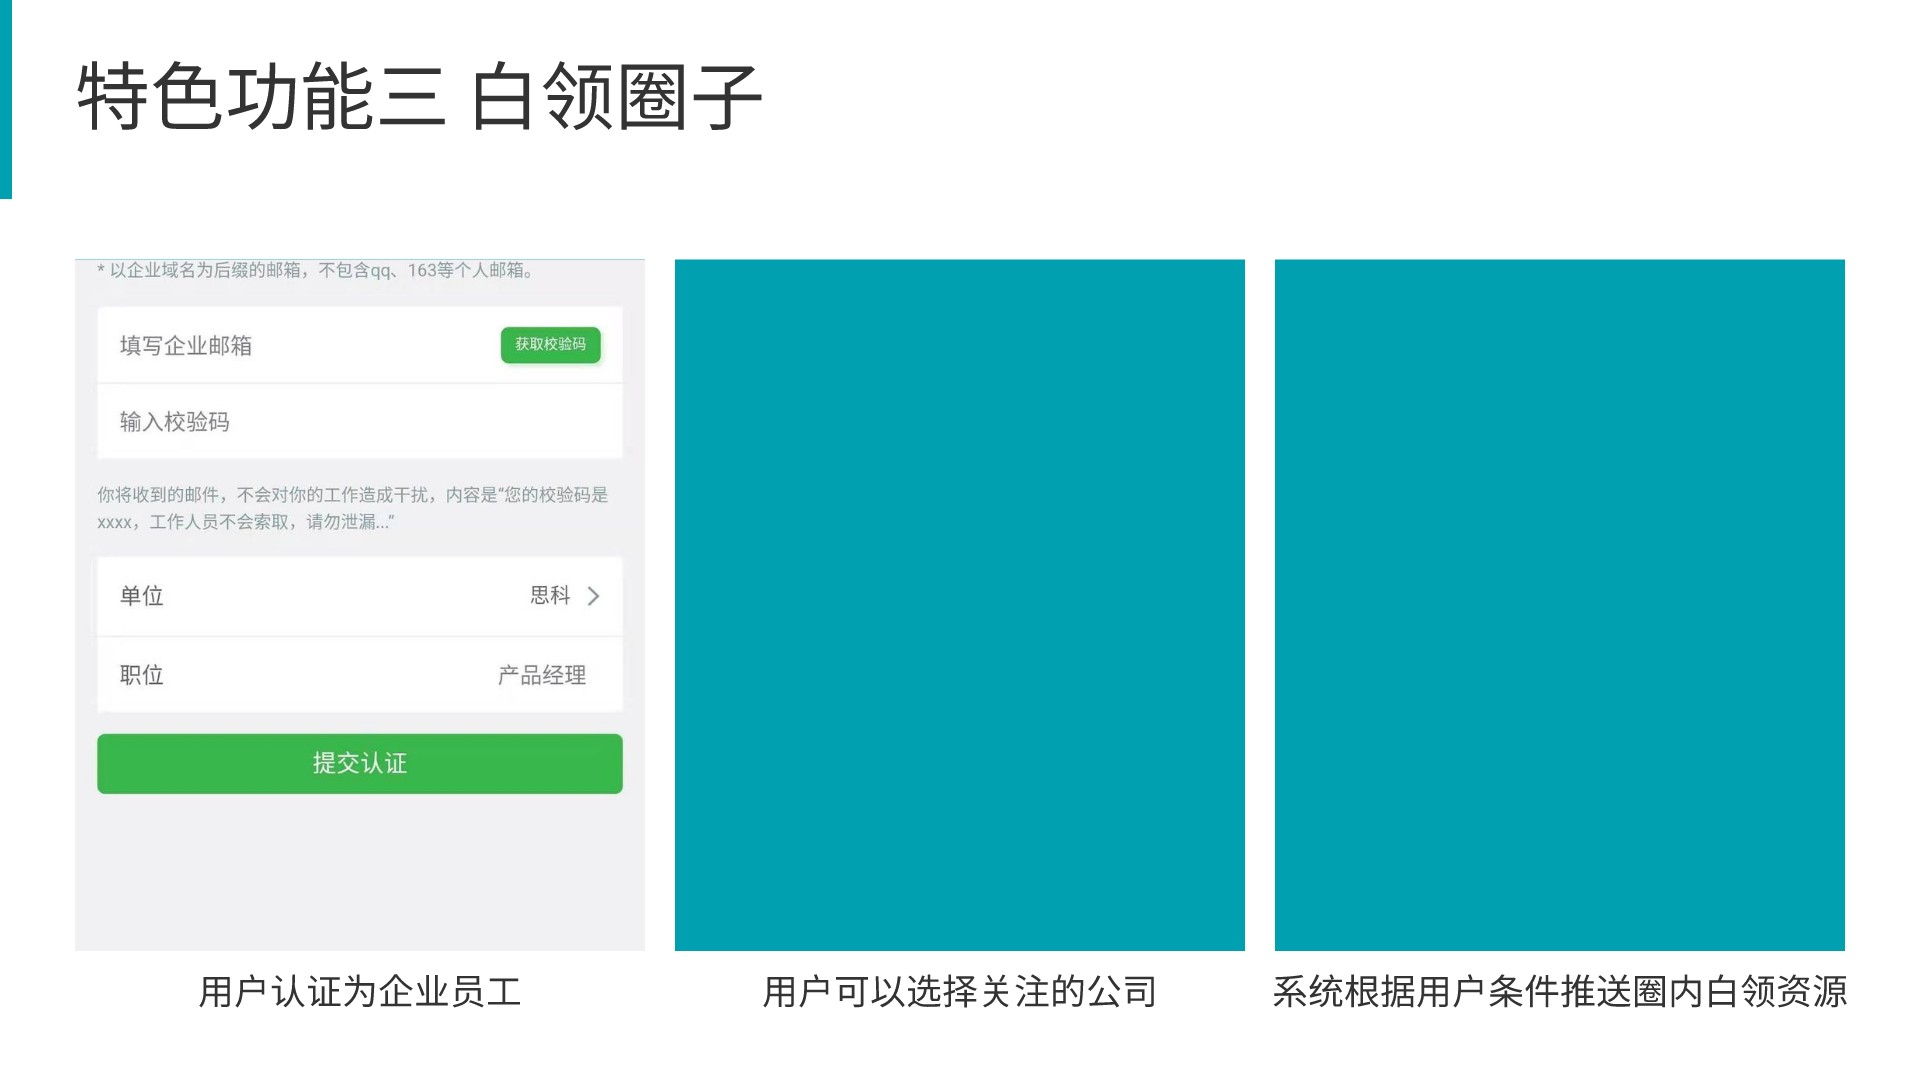 特色功能三 白领圈子
* 以企业域名为后缀的邮箱，不包含qq、163等个人邮箱。
填写企业邮箱
获取校验码
输入校验码
你将收到的邮件，不会对你的工作造成干扰，内容是“您的校验码是
xxxx，工作人员不会索取，请勿泄漏...”
单位 思科
职位 产品经理
提交认证
用户认证为企业员工
用户可以选择关注的公司
系统根据用户条件推送圈内白领资源